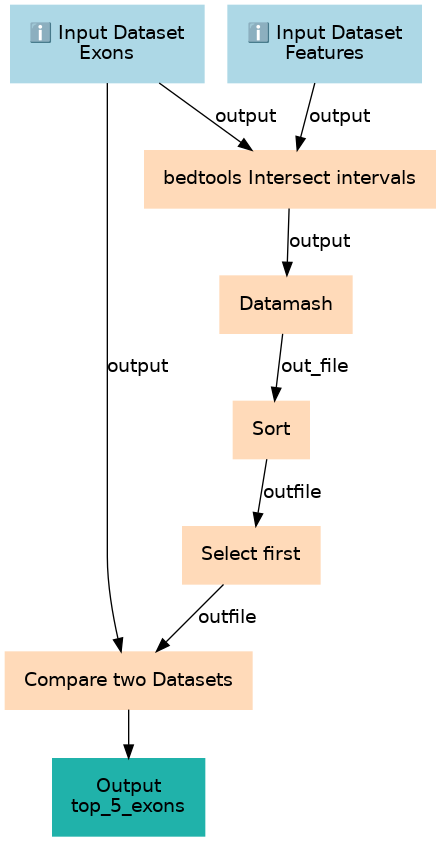 ℹ️ Input Dataset
Exons
ℹ️ Input Dataset
Features
output
output
bedtools Intersect intervals
output
Datamash
output
out_file
Sort
outfile
Select first
outfile
Compare two Datasets
Output
top_5_exons